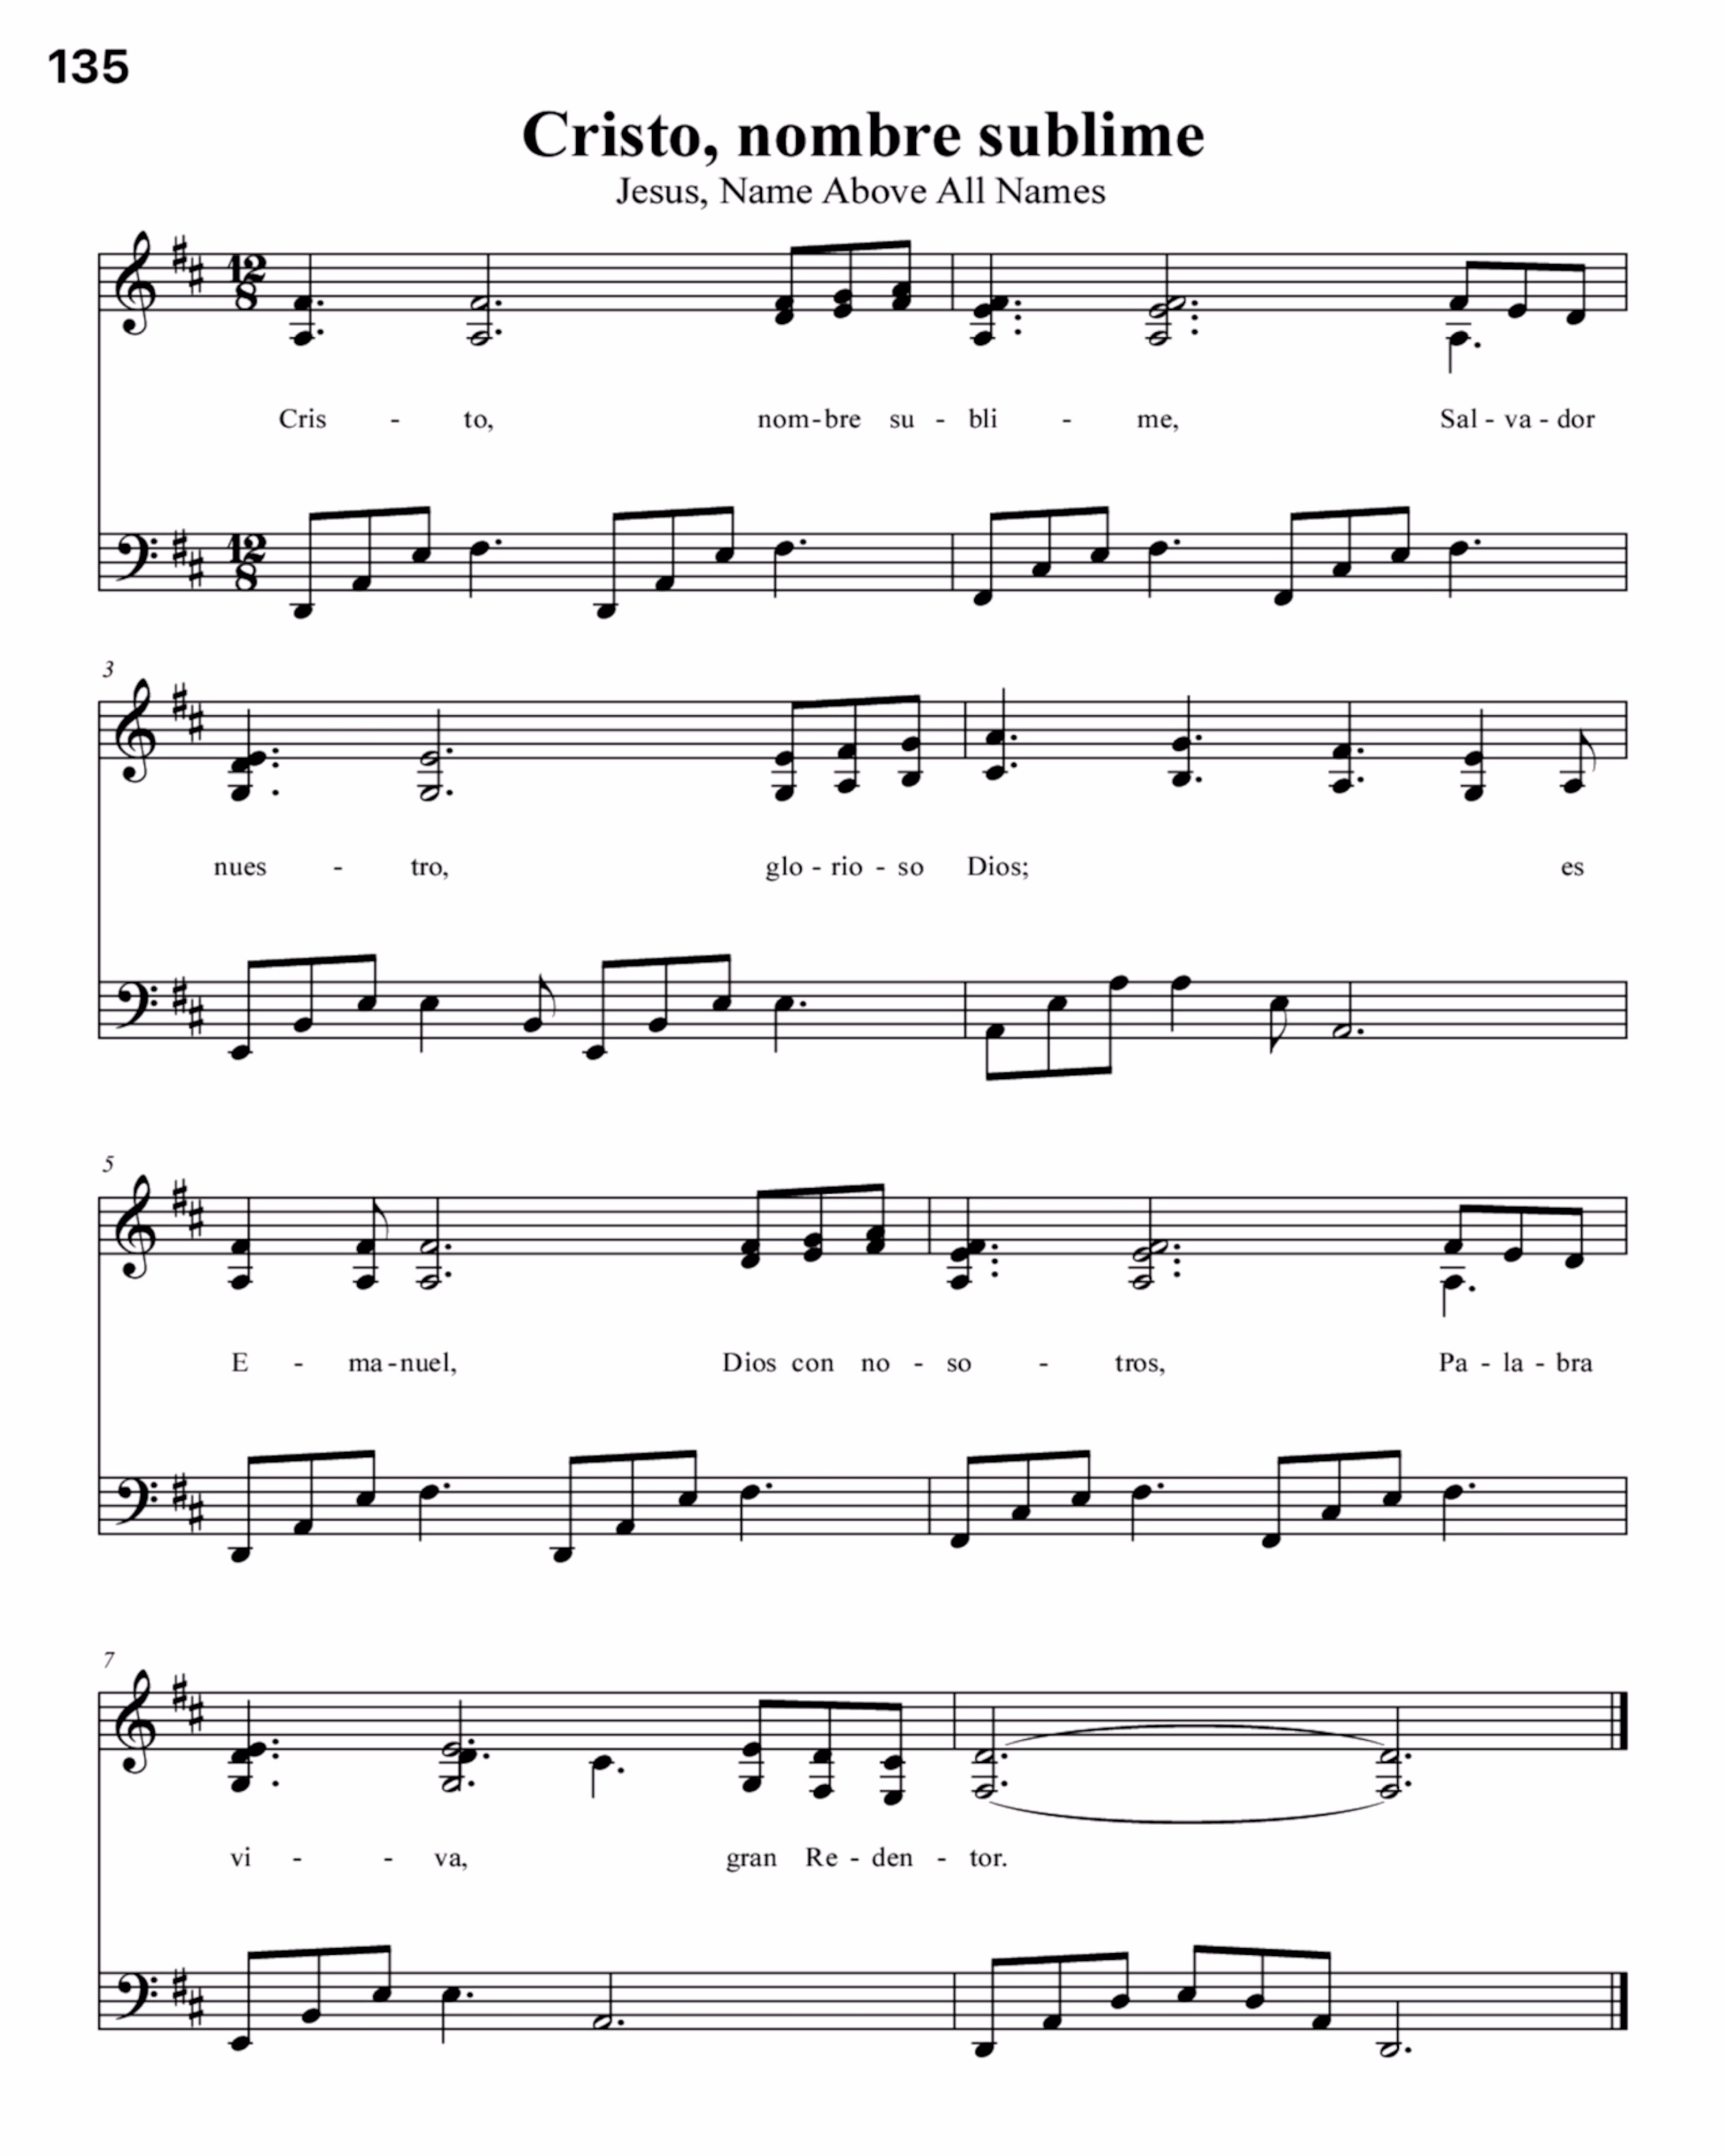 135
Cristo, nombre sublime
Jesus, Name Above All Names
12
8
Cris - to, nom-bre su - bli - me, Sal - va - dor
12
8
3
nues - tro, glo - rio - so Dios; es
5
E - ma-nuel, Dios con no - so - tros, Pa - la - bra
7
vi - - va, gran Re - den - tor.